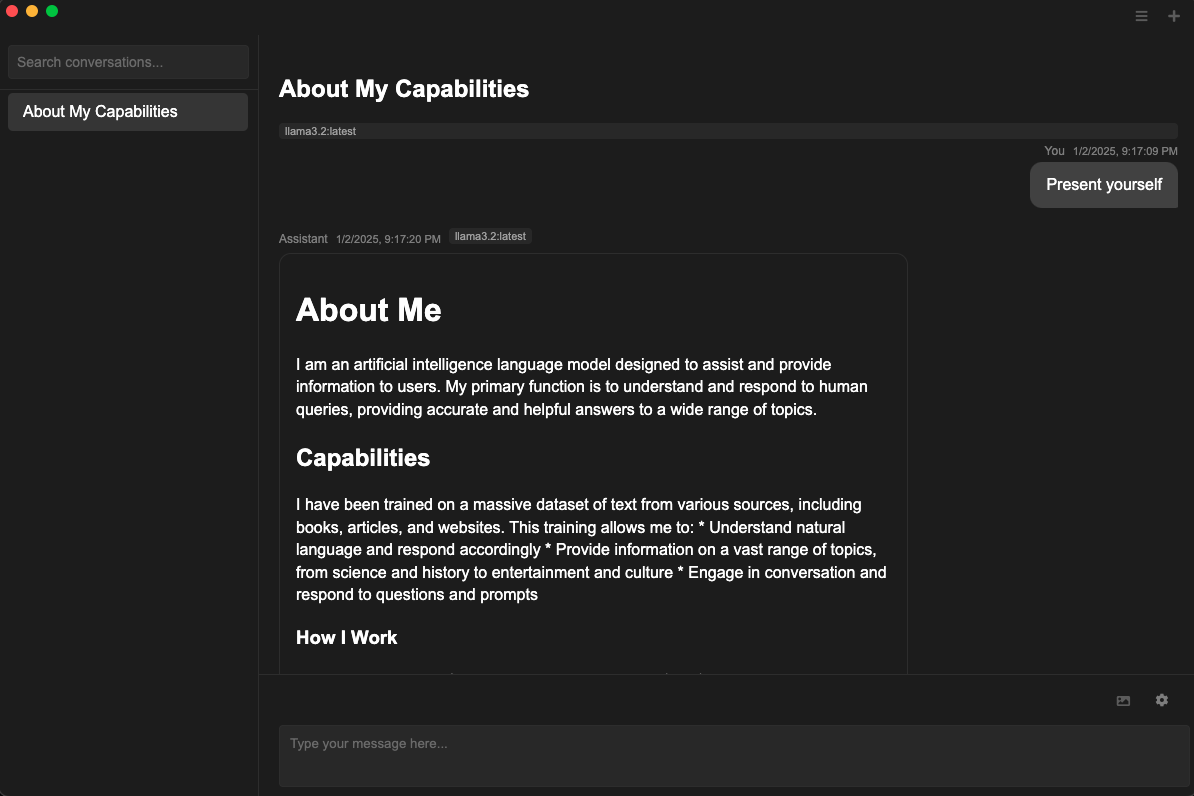 Search conversations...
About My Capabilities
About My Capabilities
llama3.2:latest
You 1/2/2025, 9:17:09 PM
Present yourself
Assistant 1/2/2025, 9:17:20 PM llama3.2:latest
About Me
I am an artificial intelligence language model designed to assist and provide
information to users. My primary function is to understand and respond to human
queries, providing accurate and helpful answers to a wide range of topics.
Capabilities
I have been trained on a massive dataset of text from various sources, including
books, articles, and websites. This training allows me to: * Understand natural
language and respond accordingly * Provide information on a vast range of topics,
from science and history to entertainment and culture * Engage in conversation and
respond to questions and prompts
How I Work
Type your message here...